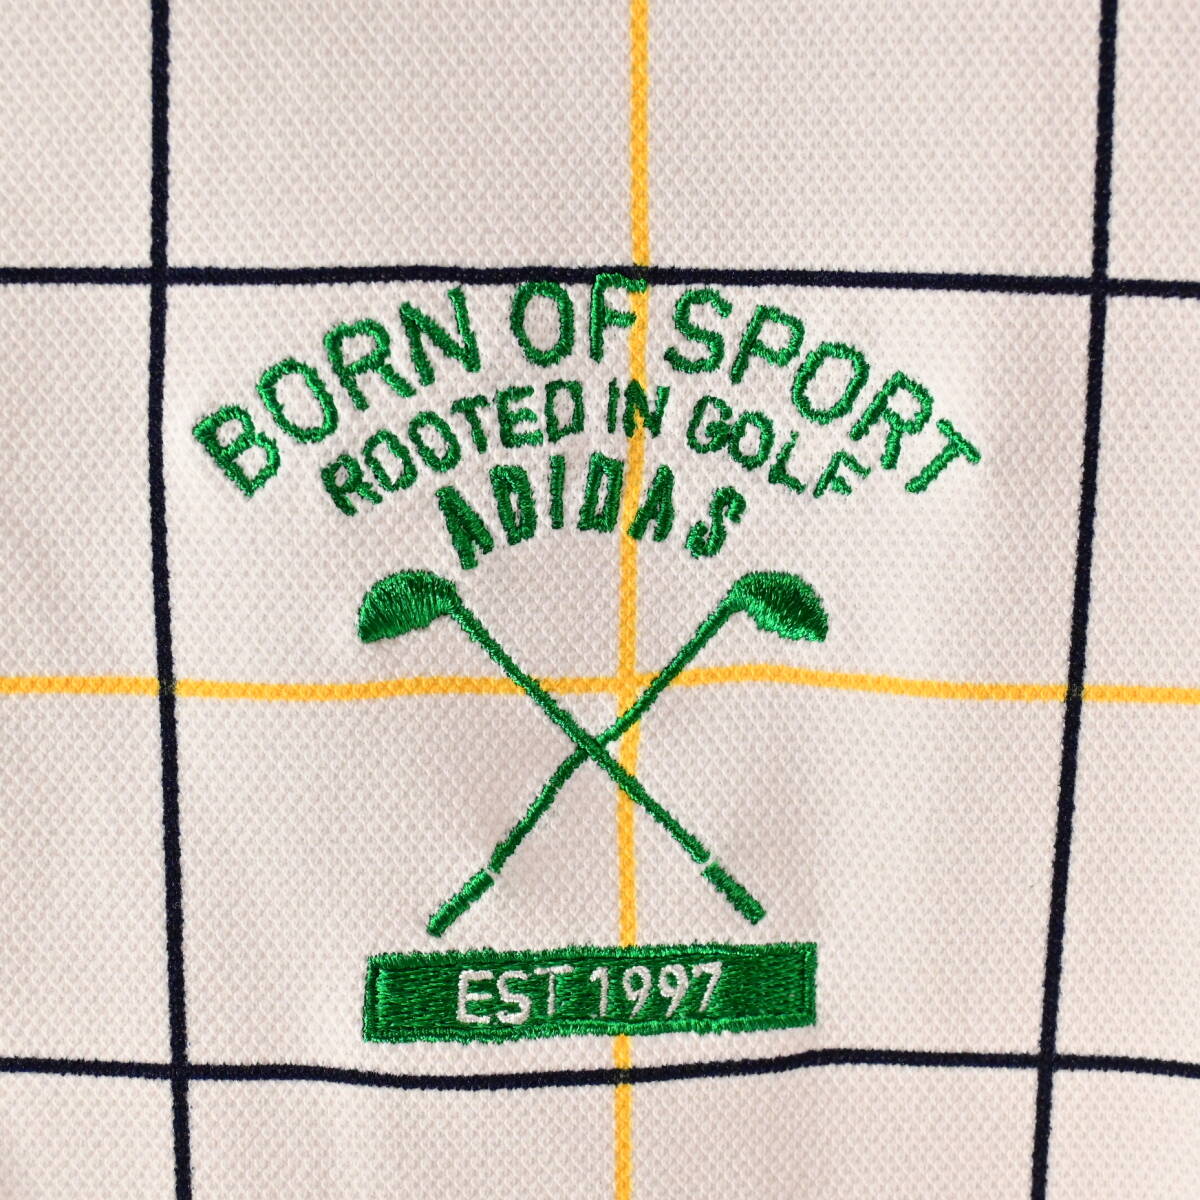 BORN OF SPORT
ROOTED IN GOLF
ADIDAS
EST 1997